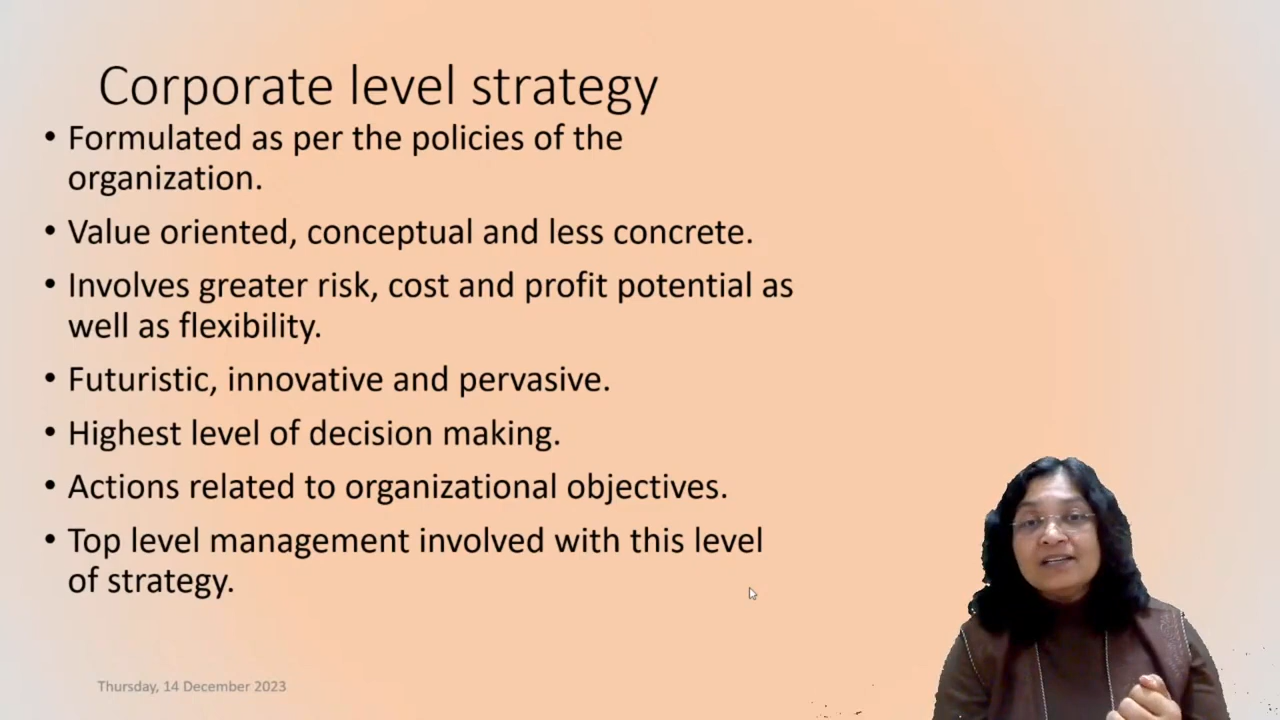 Corporate level strategy
• Formulated as per the policies of the
organization.
• Value oriented, conceptual and less concrete.
• Involves greater risk, cost and profit potential as
well as flexibility.
• Futuristic, innovative and pervasive.
• Highest level of decision making.
• Actions related to organizational objectives.
• Top level management involved with this level
of strategy.
Thursday, 14 December 2023